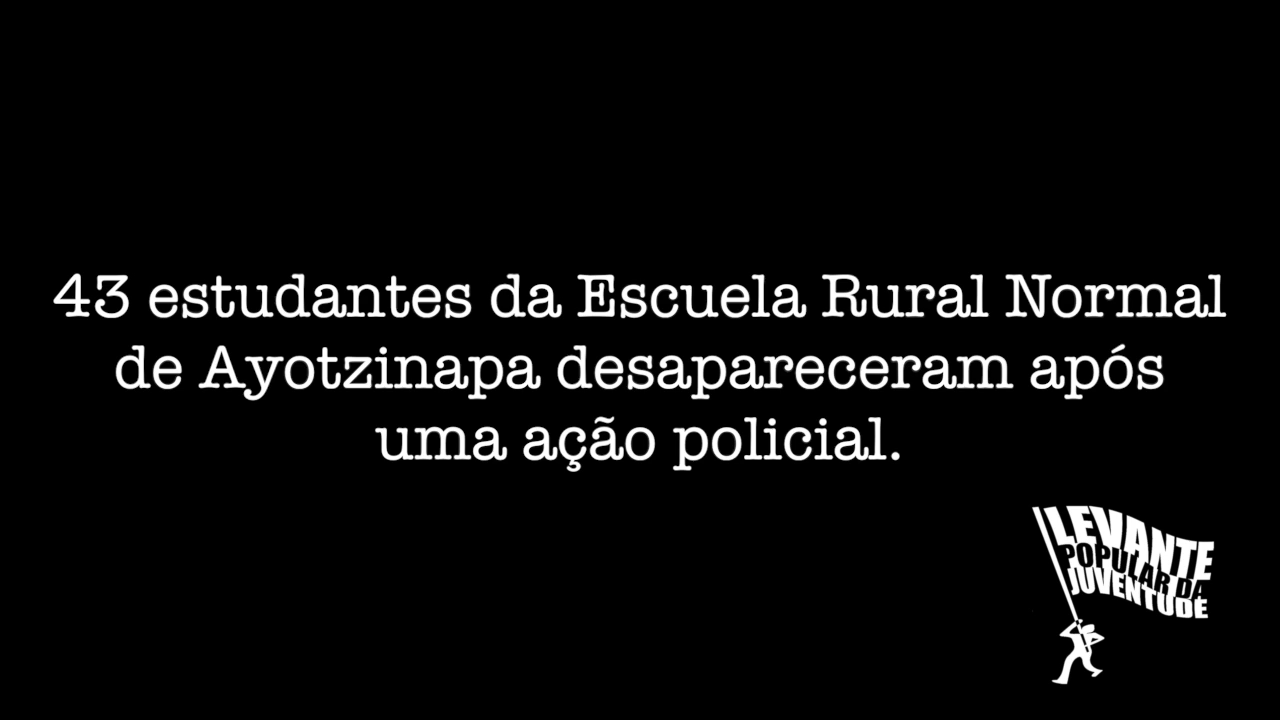 43 estudantes da Escuela Rural Normal
de Ayotzinapa desapareceram após
uma ação policial.
LEVANTE
POPULAR DA
JUVENTUDE